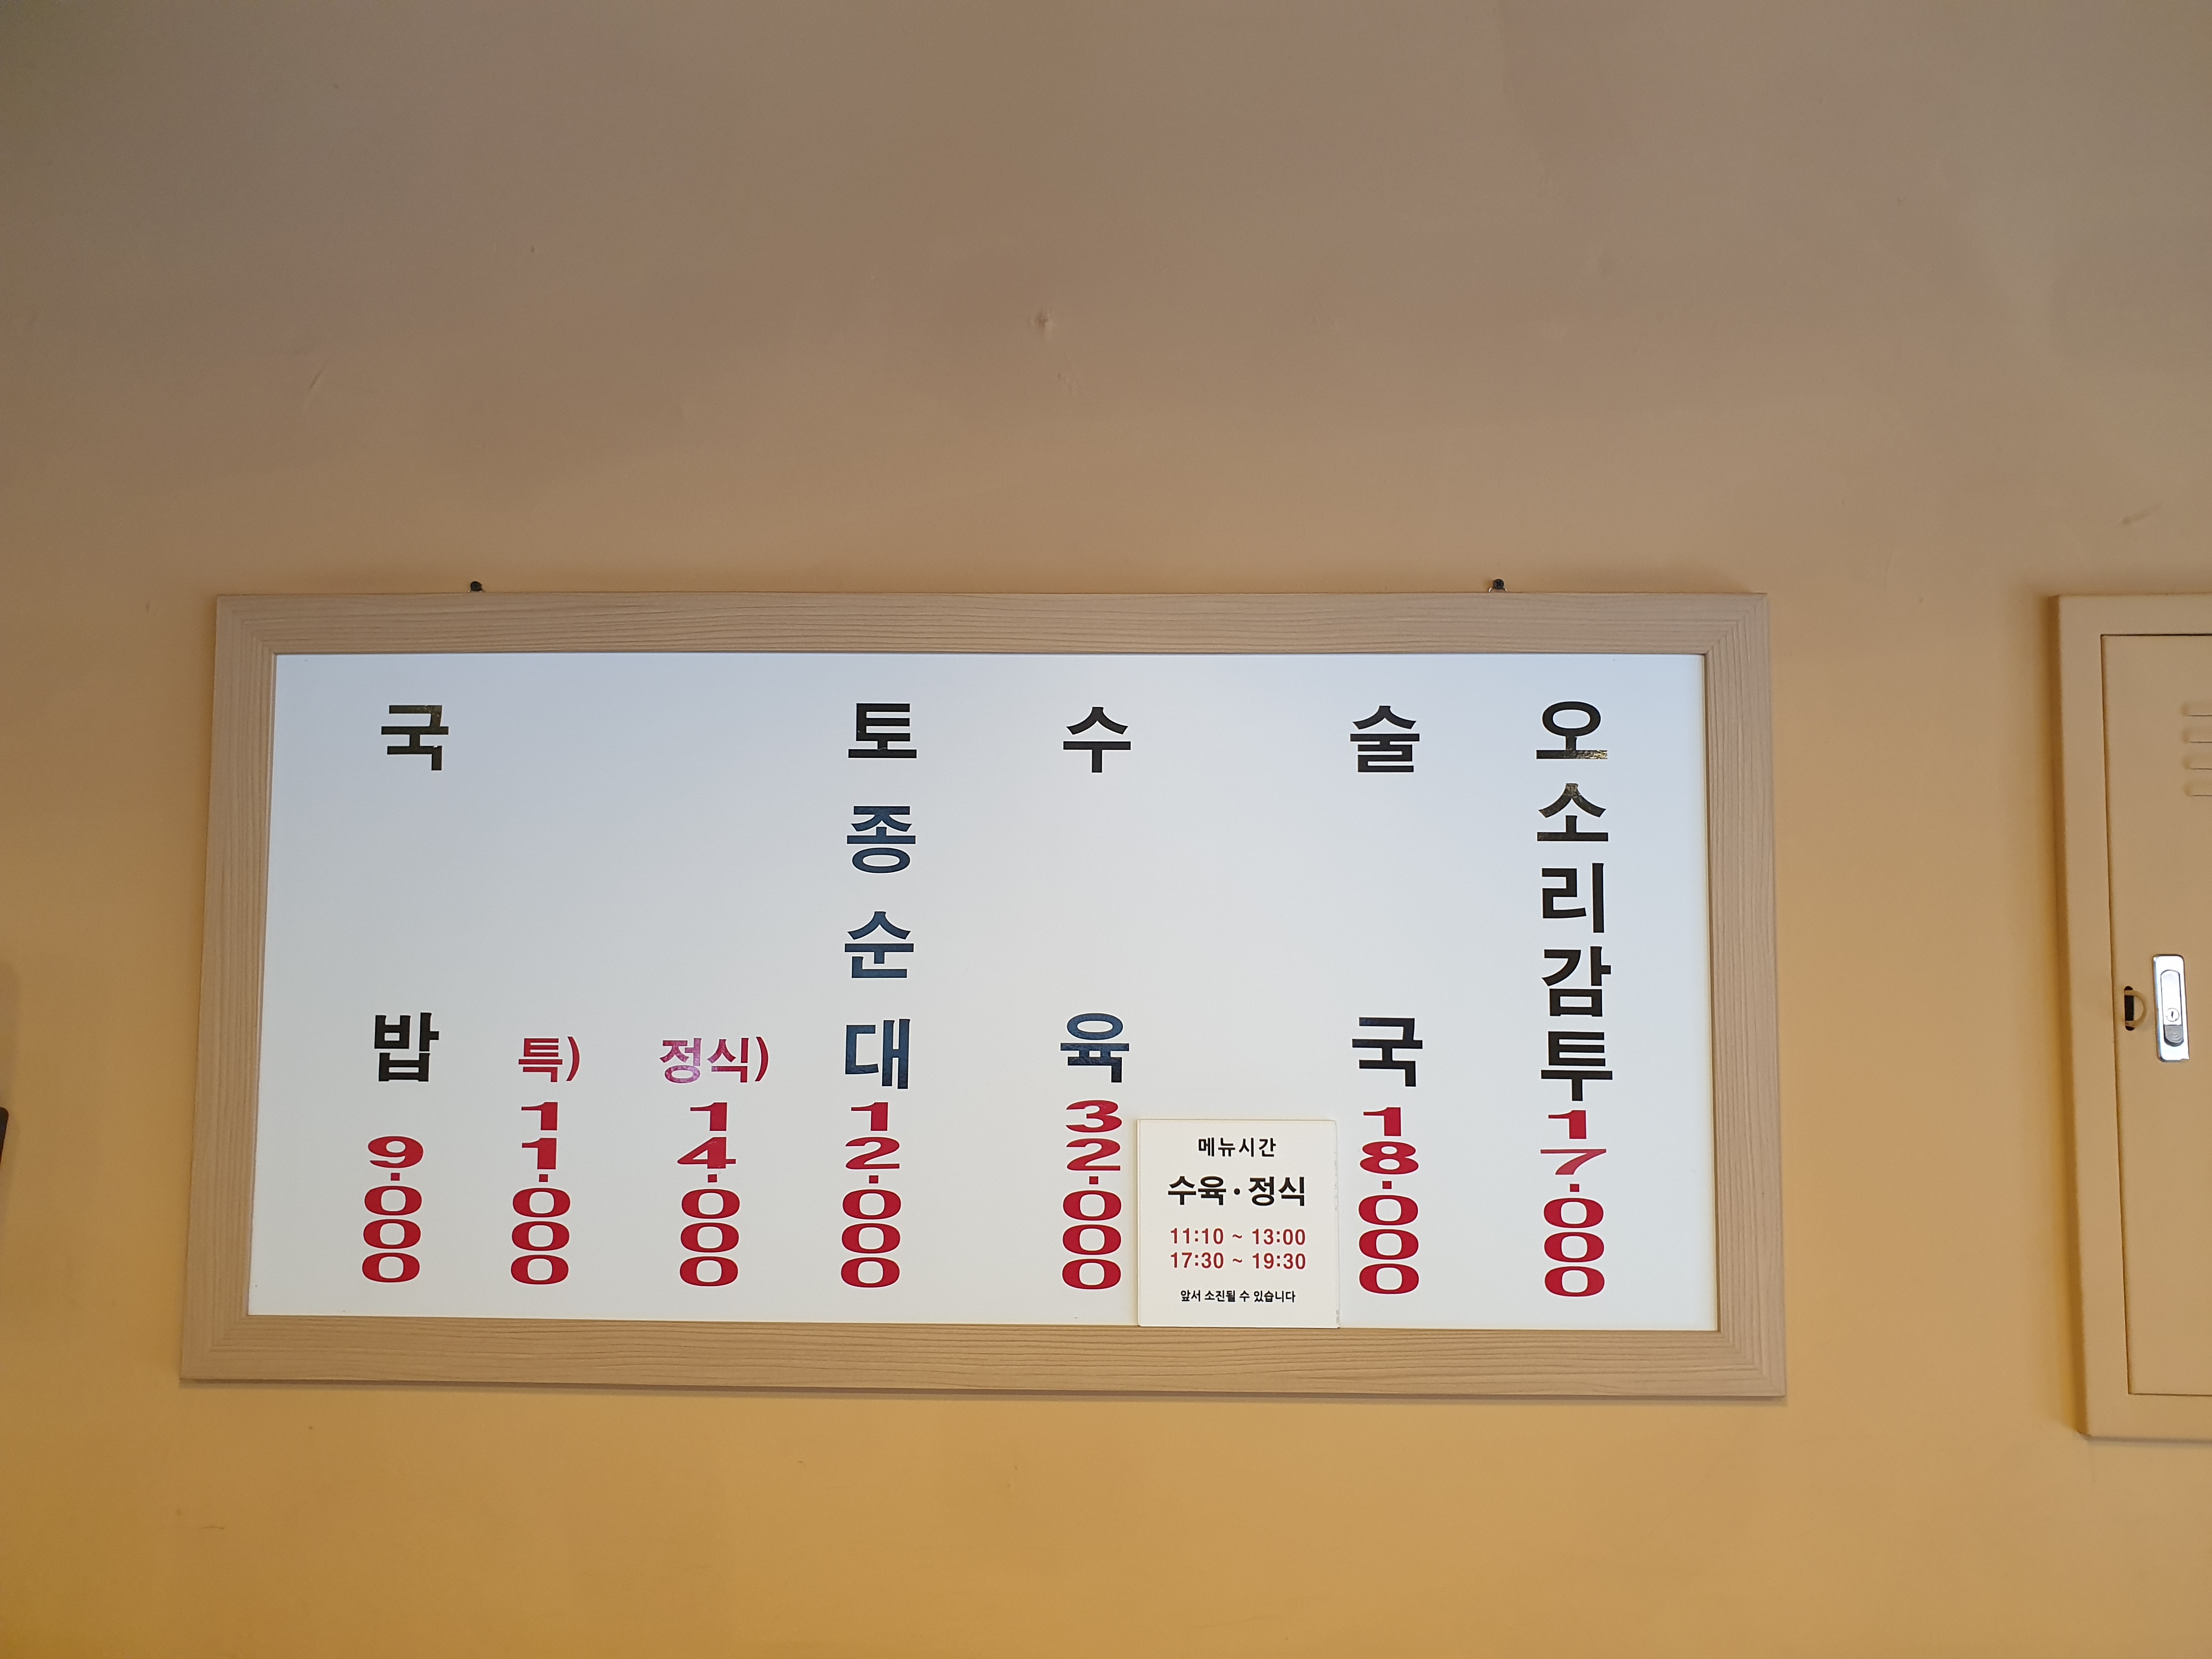 국밥 9.000
특) 11.000
정식) 14.000
토종순대 12.000
수육 32.000
메뉴시간
수육·정식
11:10 ~ 13:00
17:30 ~ 19:30
앞서 소진될 수 있습니다
술국 18.000
오소리감투 17.000